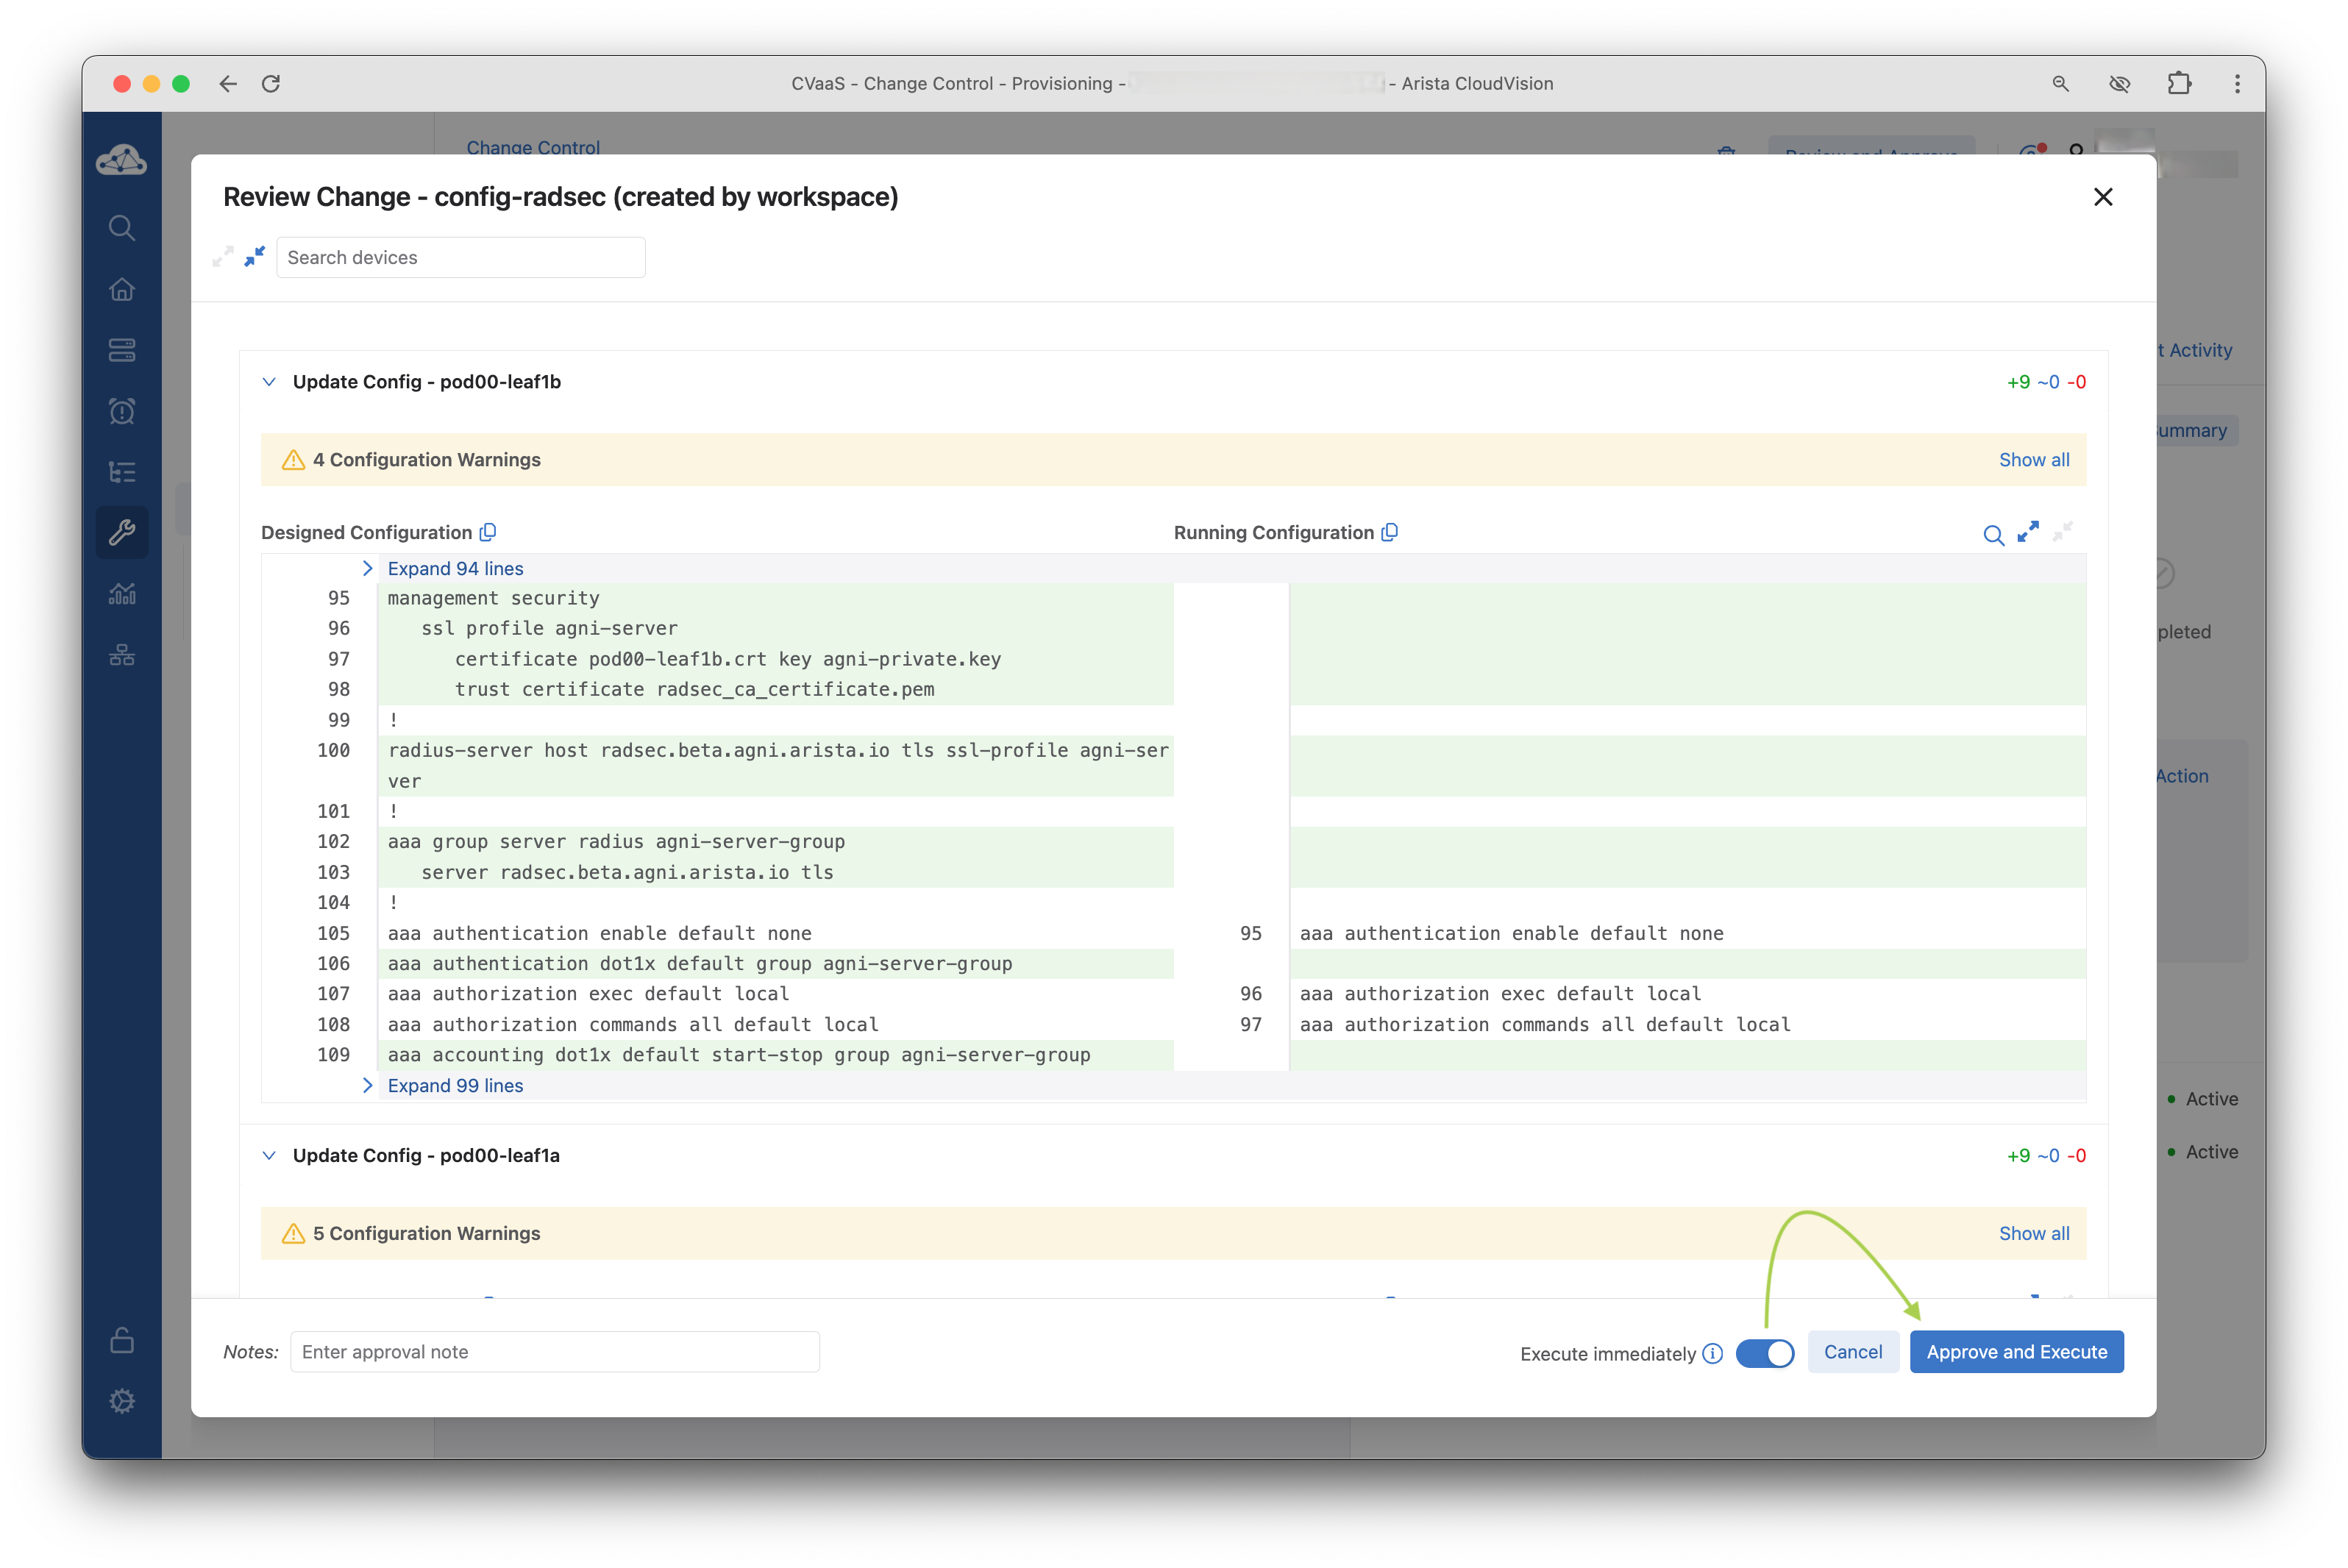 CVaaS - Change Control - Provisioning - - Arista CloudVision
Change Control
Review and Approve
Review Change - config-radsec (created by workspace)
Search devices
t Activity
Update Config - pod00-leaf1b
+9 ~0 -0
ummary
4 Configuration Warnings
Show all
Designed Configuration
Running Configuration
Expand 94 lines
95 management security
96 ssl profile agni-server
97 certificate pod00-leaf1b.crt key agni-private.key
pleted
98 trust certificate radsec_ca_certificate.pem
99 !
100 radius-server host radsec.beta.agni.arista.io tls ssl-profile agni-ser
ver
Action
101 !
102 aaa group server radius agni-server-group
103 server radsec.beta.agni.arista.io tls
104 !
105 aaa authentication enable default none
95 aaa authentication enable default none
106 aaa authentication dot1x default group agni-server-group
107 aaa authorization exec default local
96 aaa authorization exec default local
108 aaa authorization commands all default local
97 aaa authorization commands all default local
109 aaa accounting dot1x default start-stop group agni-server-group
Expand 99 lines
Active
Update Config - pod00-leaf1a
+9 ~0 -0
Active
5 Configuration Warnings
Show all
Notes:
Enter approval note
Execute immediately
Cancel
Approve and Execute